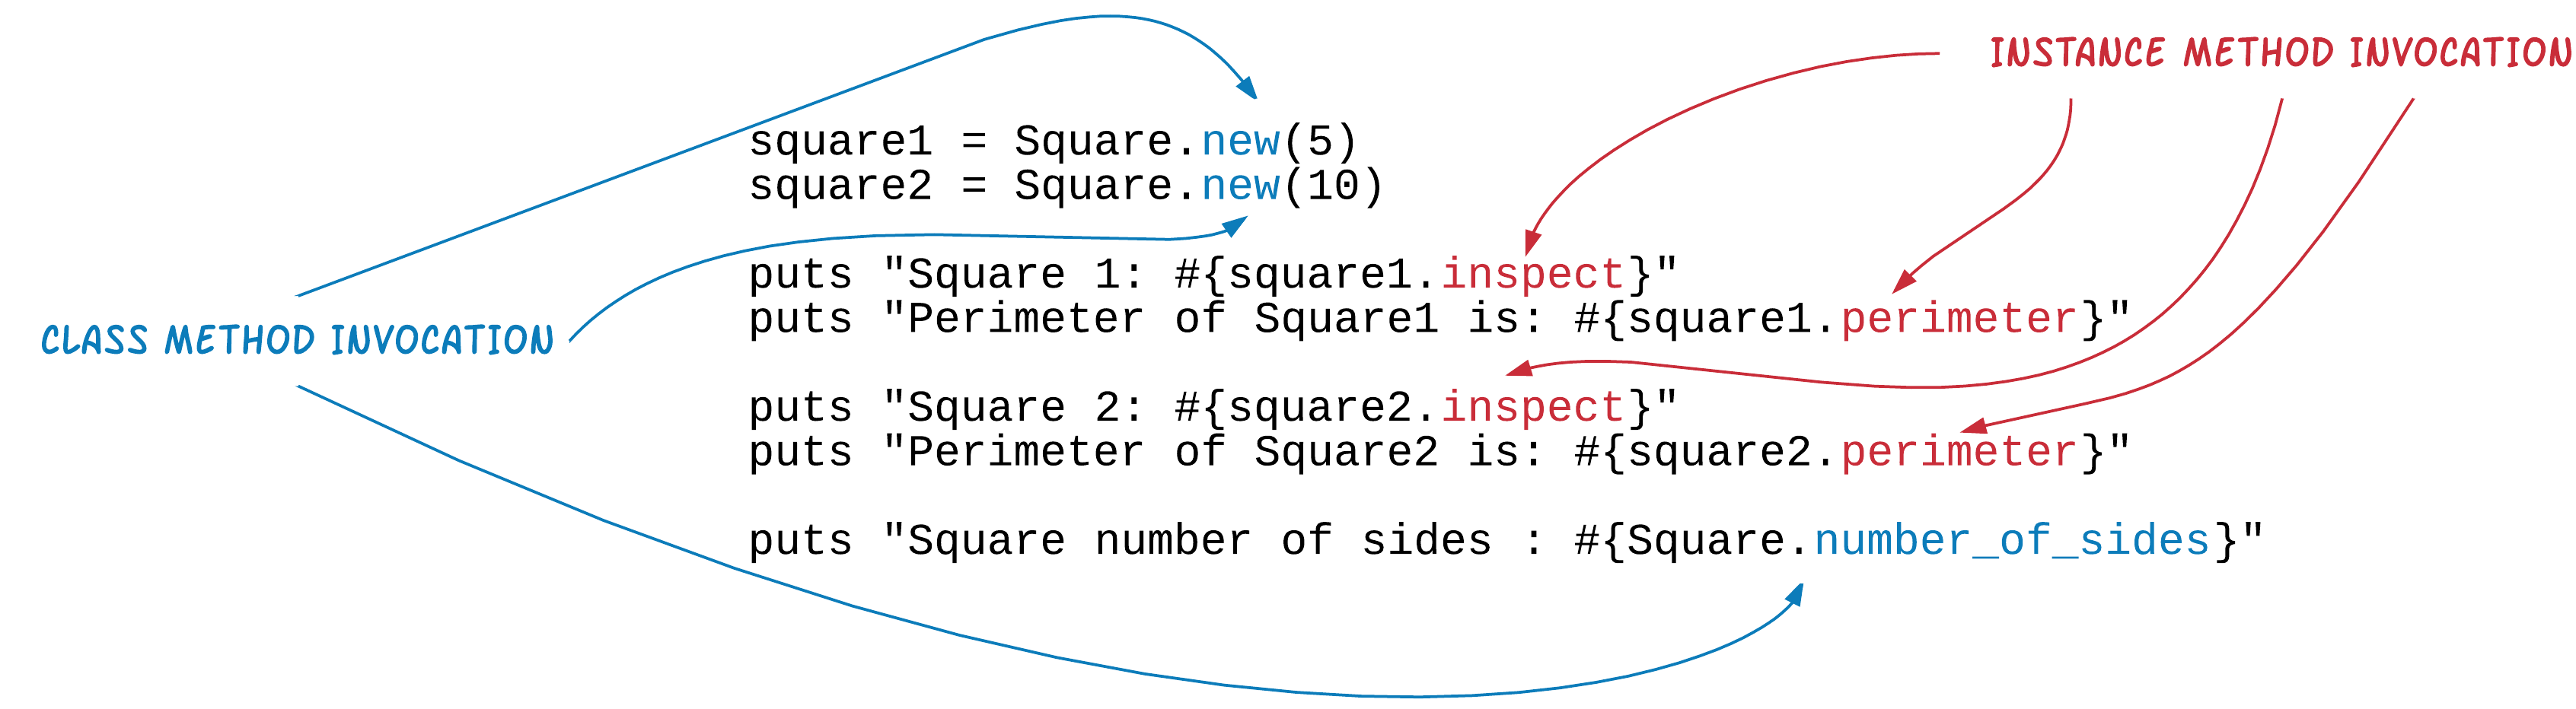 INSTANCE METHOD INVOCATION
square1 = Square.new(5)
square2 = Square.new(10)
puts "Square 1: #{square1.inspect}"
puts "Perimeter of Square1 is: #{square1.perimeter}"
CLASS METHOD INVOCATION
puts "Square 2: #{square2.inspect}"
puts "Perimeter of Square2 is: #{square2.perimeter}"
puts "Square number of sides : #{Square.number_of_sides}"